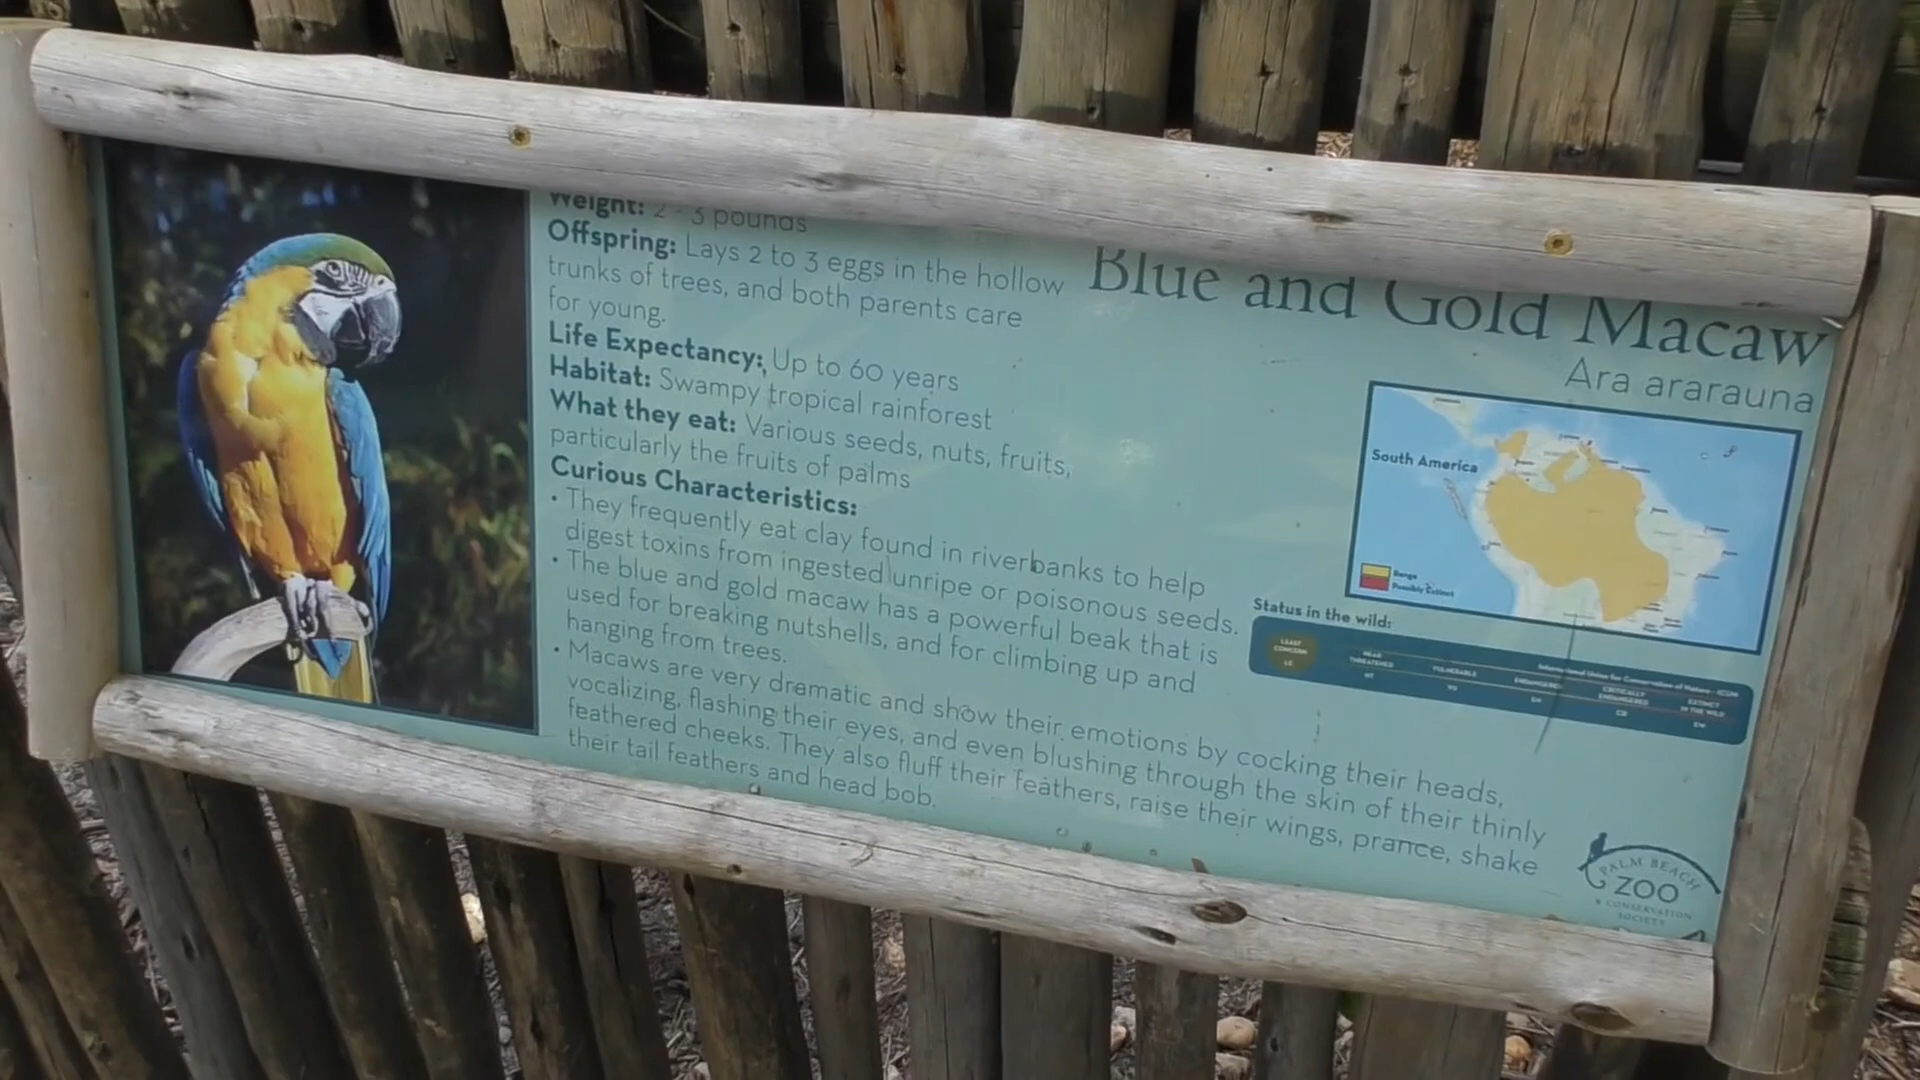 Weight: 2 - 3 pounds
Offspring: Lays 2 to 3 eggs in the hollow
trunks of trees, and both parents care
for young.
Life Expectancy: Up to 60 years
Habitat: Swampy tropical rainforest
What they eat: Various seeds, nuts, fruits,
particularly the fruits of palms
Curious Characteristics:
• They frequently eat clay found in riverbanks to help
digest toxins from ingested unripe or poisonous seeds.
• The blue and gold macaw has a powerful beak that is
used for breaking nutshells, and for climbing up and
hanging from trees.
• Macaws are very dramatic and show their emotions by cocking their heads,
vocalizing, flashing their eyes, and even blushing through the skin of their thinly
feathered cheeks. They also fluff their feathers, raise their wings, prance, shake
their tail feathers and head bob.
Blue and Gold Macaw
Ara ararauna
South America
Range
Possibly Extinct
Status in the wild:
International Union for Conservation of Nature - IUCN
LEAST
CONCERN
LC
NEAR
THREATENED
NT
VULNERABLE
VU
ENDANGERED
EN
CRITICALLY
ENDANGERED
CR
EXTINCT
IN THE WILD
EW
PALM BEACH
ZOO
& CONSERVATION
SOCIETY